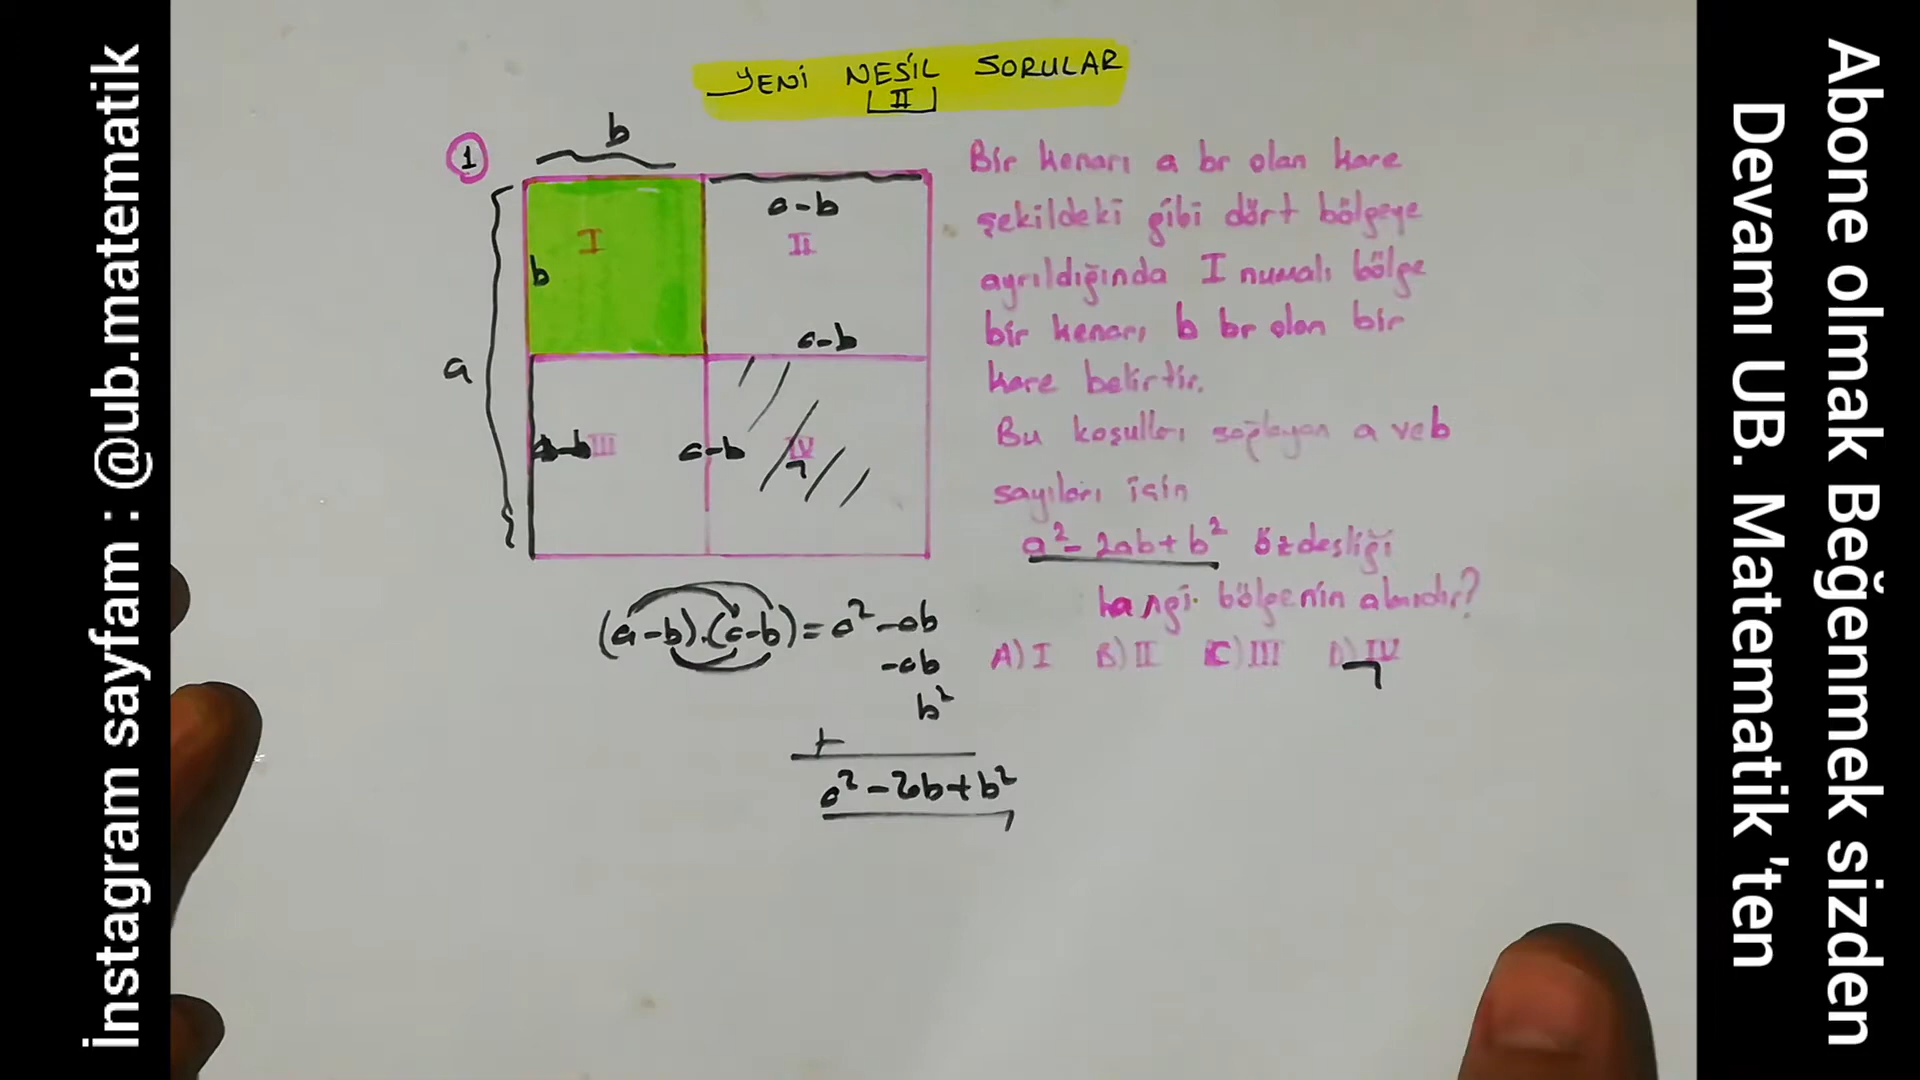 İnstagram sayfam : @ub.matematik
YENİ NESİL SORULAR
II
1
b
a
a-b
I
II
b
a-b
a-b
III
a-b
IV
Bir kenarı a br olan kare
şekildeki gibi dört bölgeye
ayrıldığında I numalı bölge
bir kenarı b br olan bir
kare belirtir.
Bu koşulları sağlayan a ve b
sayıları için
a²-2ab+b² özdeşliği
hangi bölgenin alanıdır?
A) I B) II C) III D) IV
(a-b).(a-b)=a²-ab
-ab
b²
+
a²-2ab+b²
Abone olmak Beğenmek sizden
Devamı UB. Matematik 'ten